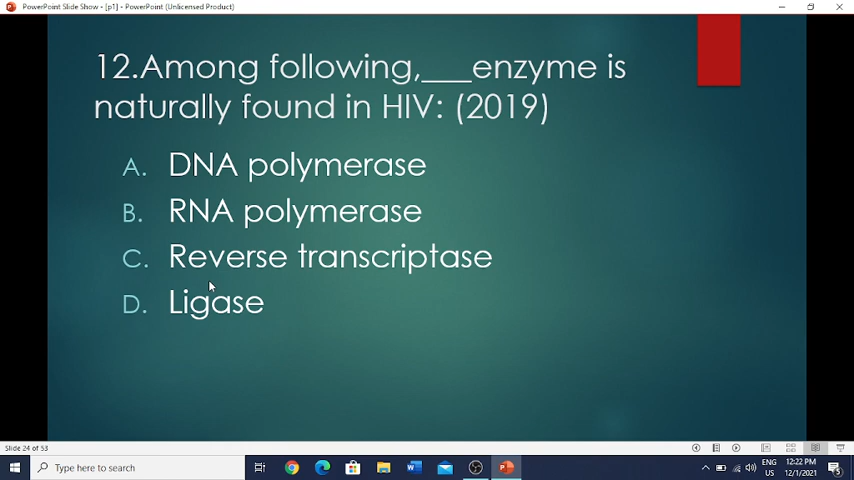 PowerPoint Slide Show - [p1] - PowerPoint (Unlicensed Product)
12.Among following,___enzyme is
naturally found in HIV: (2019)
A. DNA polymerase
B. RNA polymerase
C. Reverse transcriptase
D. Ligase
Slide 24 of 53
Type here to search
ENG
US
12:22 PM
12/1/2021
5